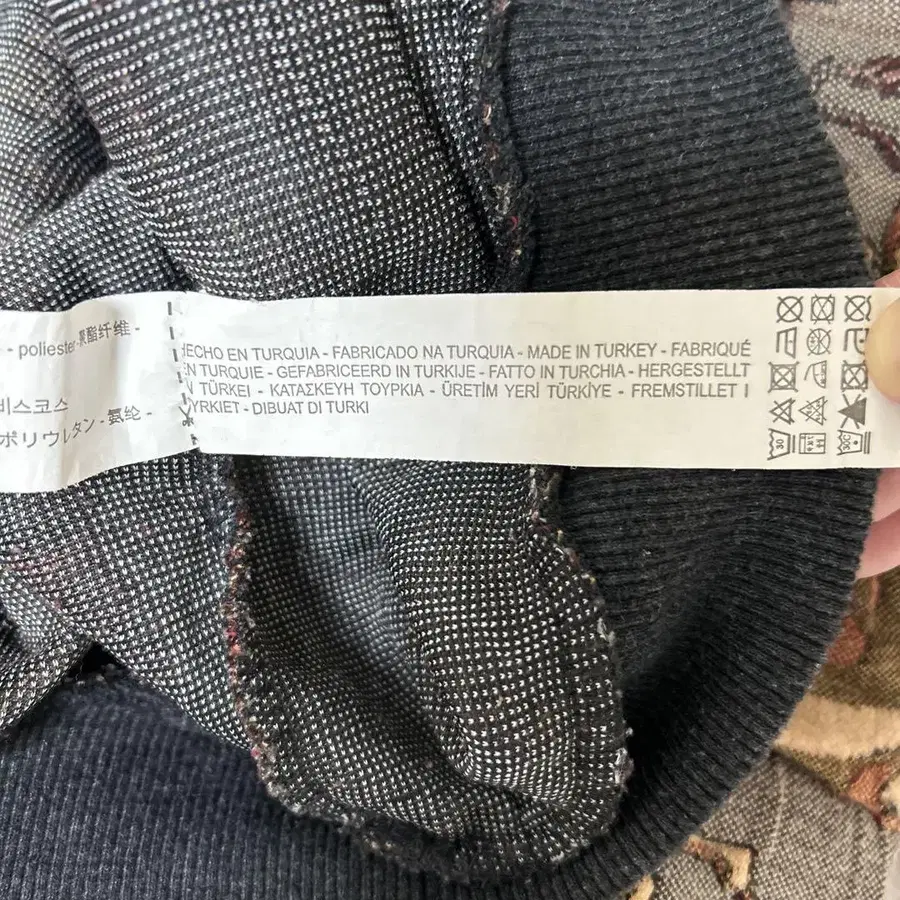 - poliester-聚酯纤维 -
비스코스
ポリウレタン - 氨纶 -
HECHO EN TURQUIA - FABRICADO NA TURQUIA - MADE IN TURKEY - FABRIQUÉ
EN TURQUIE - GEFABRICEERD IN TURKIJE - FATTO IN TURCHIA - HERGESTELLT
IN TÜRKEI - ΚΑΤΑΣΚΕΥΗ ΤΟΥΡΚΙΑ - ÜRETİM YERİ TÜRKİYE - FREMSTILLET I
TYRKIET - DIBUAT DI TURKI
30